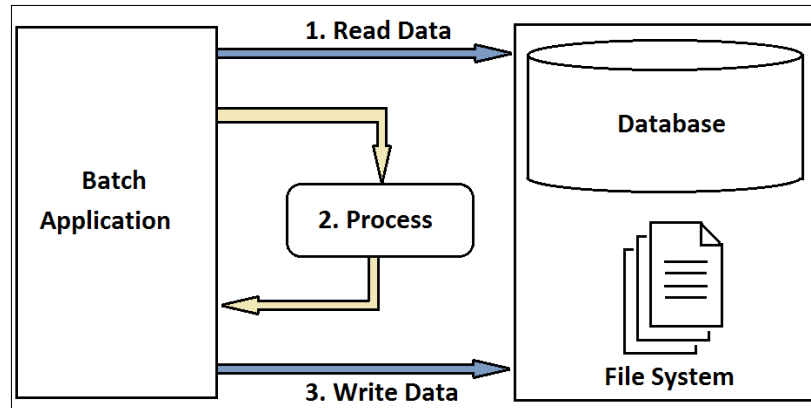 1. Read Data
Database
Batch
Application
2. Process
File System
3. Write Data